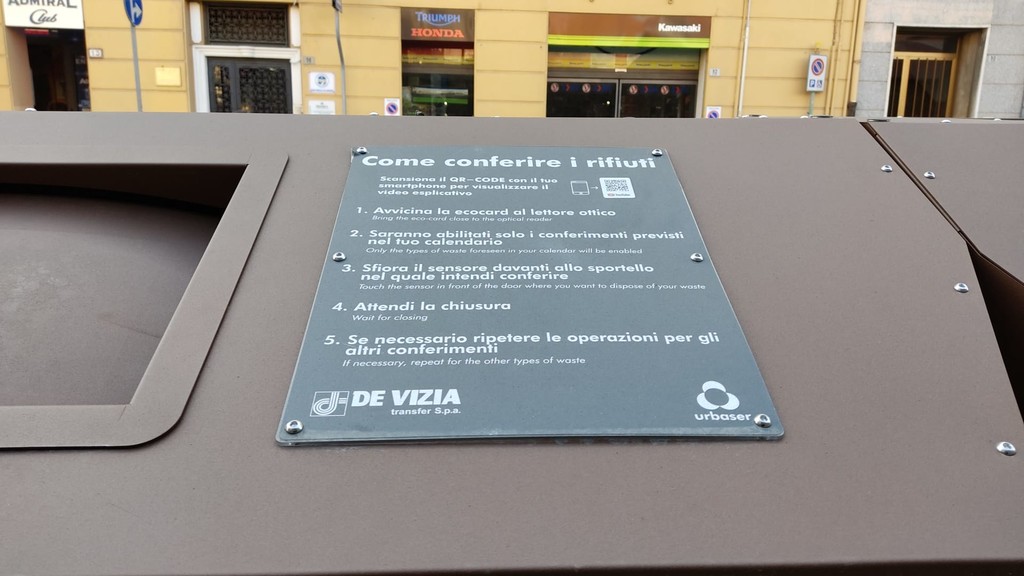 ADMIRAL
Club
TRIUMPH
HONDA
Kawasaki
Come conferire i rifiuti
Scansiona il QR-CODE con il tuo
smartphone per visualizzare il
video esplicativo
1. Avvicina la ecocard al lettore ottico
Bring the eco-card close to the optical reader
2. Saranno abilitati solo i conferimenti previsti
nel tuo calendario
Only the types of waste foreseen in your calendar will be enabled
3. Sfiora il sensore davanti allo sportello
nel quale intendi conferire
Touch the sensor in front of the door where you want to dispose of your waste
4. Attendi la chiusura
Wait for closing
5. Se necessario ripetere le operazioni per gli
altri conferimenti
If necessary, repeat for the other types of waste
DE VIZIA
transfer S.p.a.
urbaser